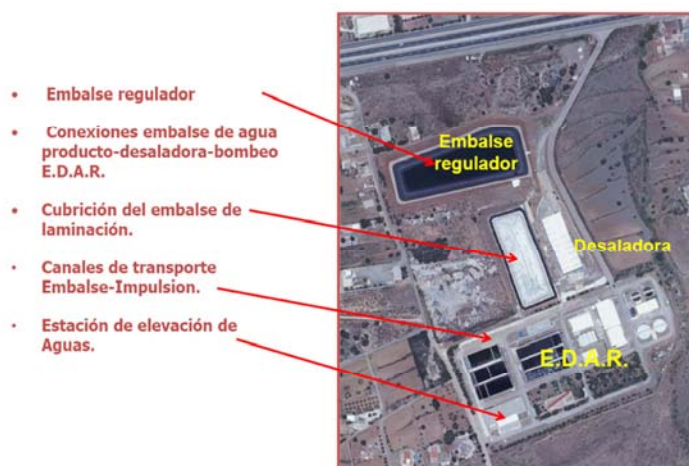 Embalse regulador
Conexiones embalse de agua
producto-desaladora-bombeo
E.D.A.R.
Cubrición del embalse de
laminación.
Canales de transporte
Embalse-Impulsion.
Estación de elevación de
Aguas.
Embalse
regulador
Desaladora
E.D.A.R.